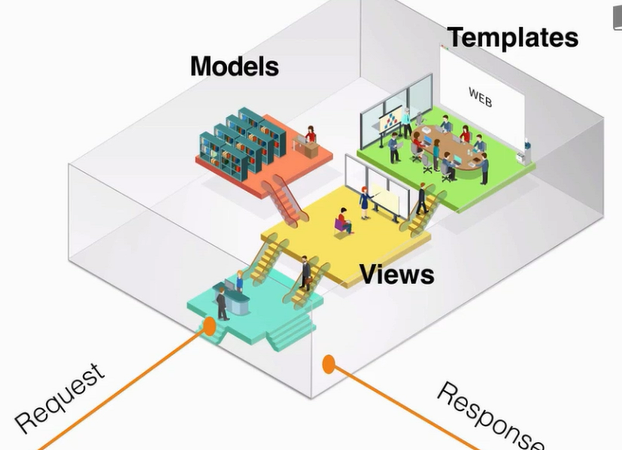 Templates
Models
WEB
Views
Request
Response